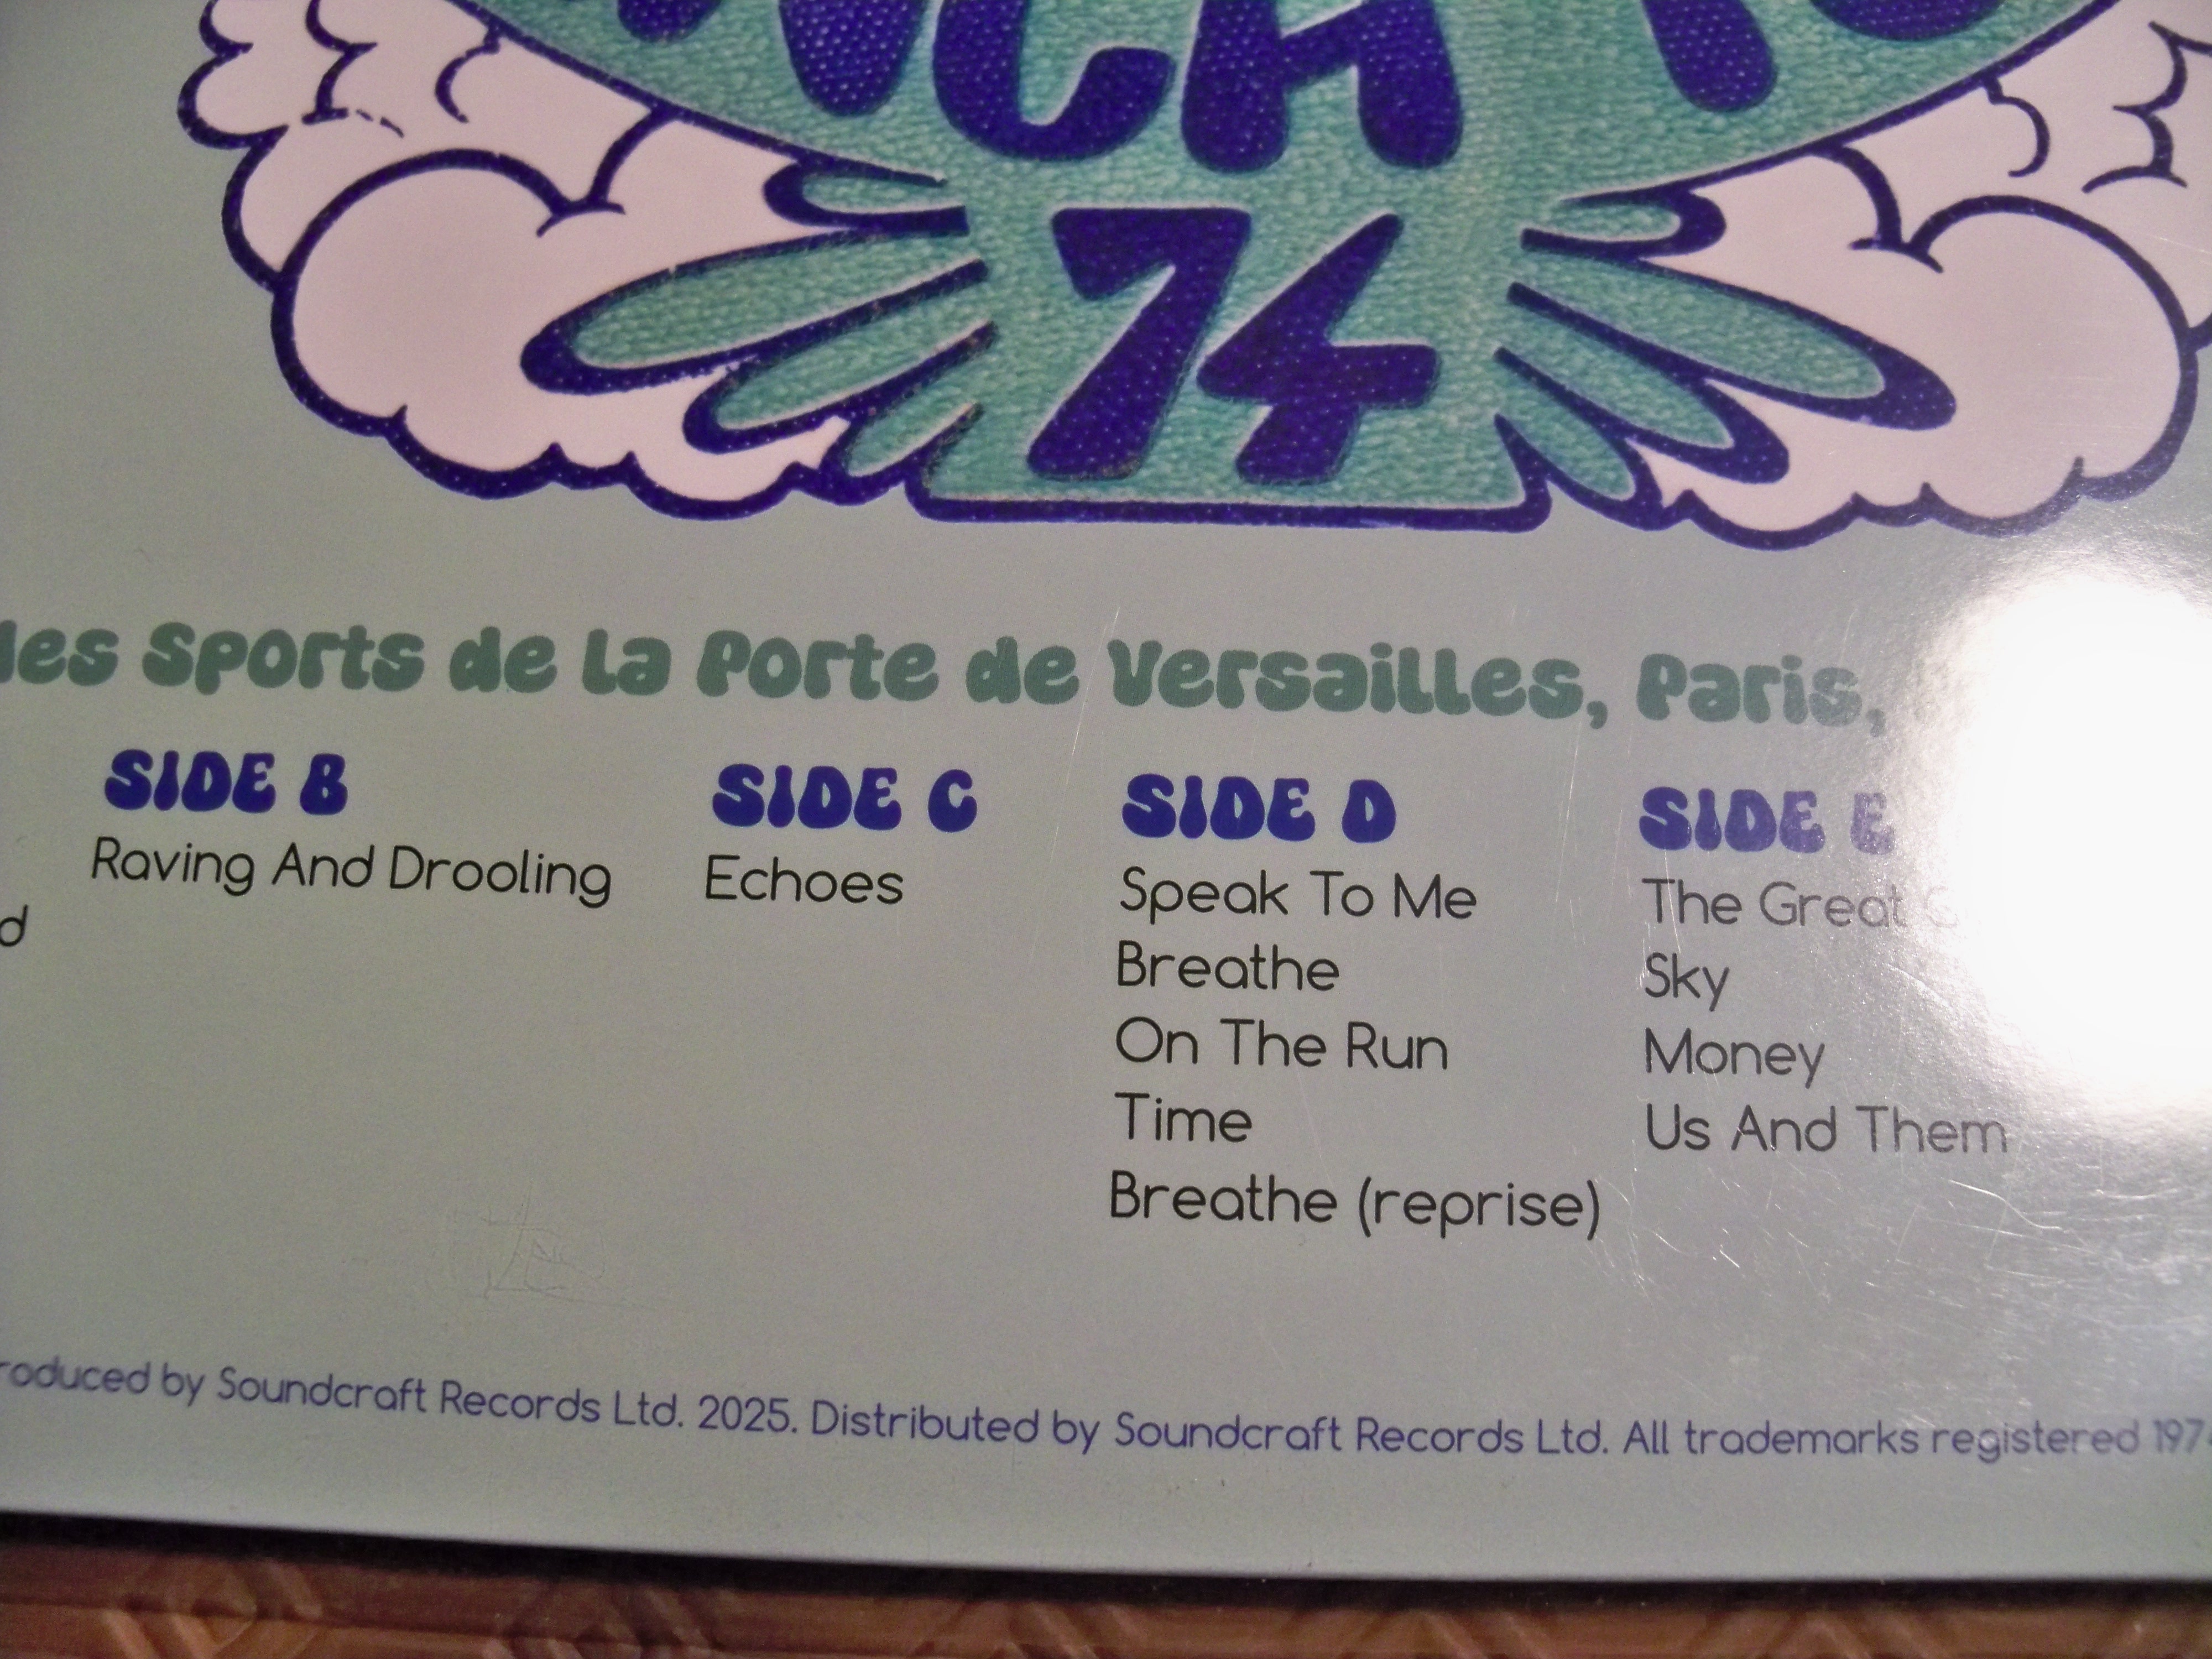 74
des Sports de la Porte de Versailles, Paris,
SIDE B
Raving And Drooling
d
SIDE C
Echoes
SIDE D
Speak To Me
Breathe
On The Run
Time
Breathe (reprise)
SIDE E
The Great
Sky
Money
Us And Them
roduced by Soundcraft Records Ltd. 2025. Distributed by Soundcraft Records Ltd. All trademarks registered 197